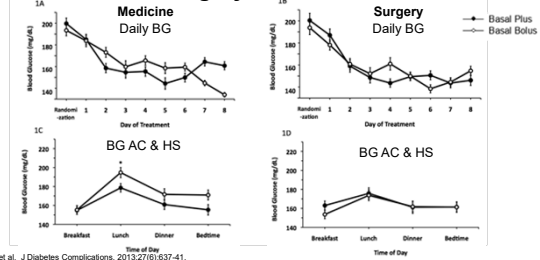 1A
Medicine
Daily BG
Blood Glucose (mg/dL)
200
180
160
140
Randomi
-zation
1 2 3 4 5 6 7 8
Day of Treatment
1B
Surgery
Daily BG
Blood Glucose (mg/dL)
200
180
160
140
Randomi
-zation
1 2 3 4 5 6 7 8
Day of Treatment
Basal Plus
Basal Bolus
1C
BG AC & HS
Blood Glucose (mg/dL)
220
200
180
160
140
*
Breakfast Lunch Dinner Bedtime
Time of Day
1D
BG AC & HS
Blood Glucose (mg/dL)
220
200
180
160
140
Breakfast Lunch Dinner Bedtime
Time of Day
et al. J Diabetes Complications. 2013;27(6):637-41.